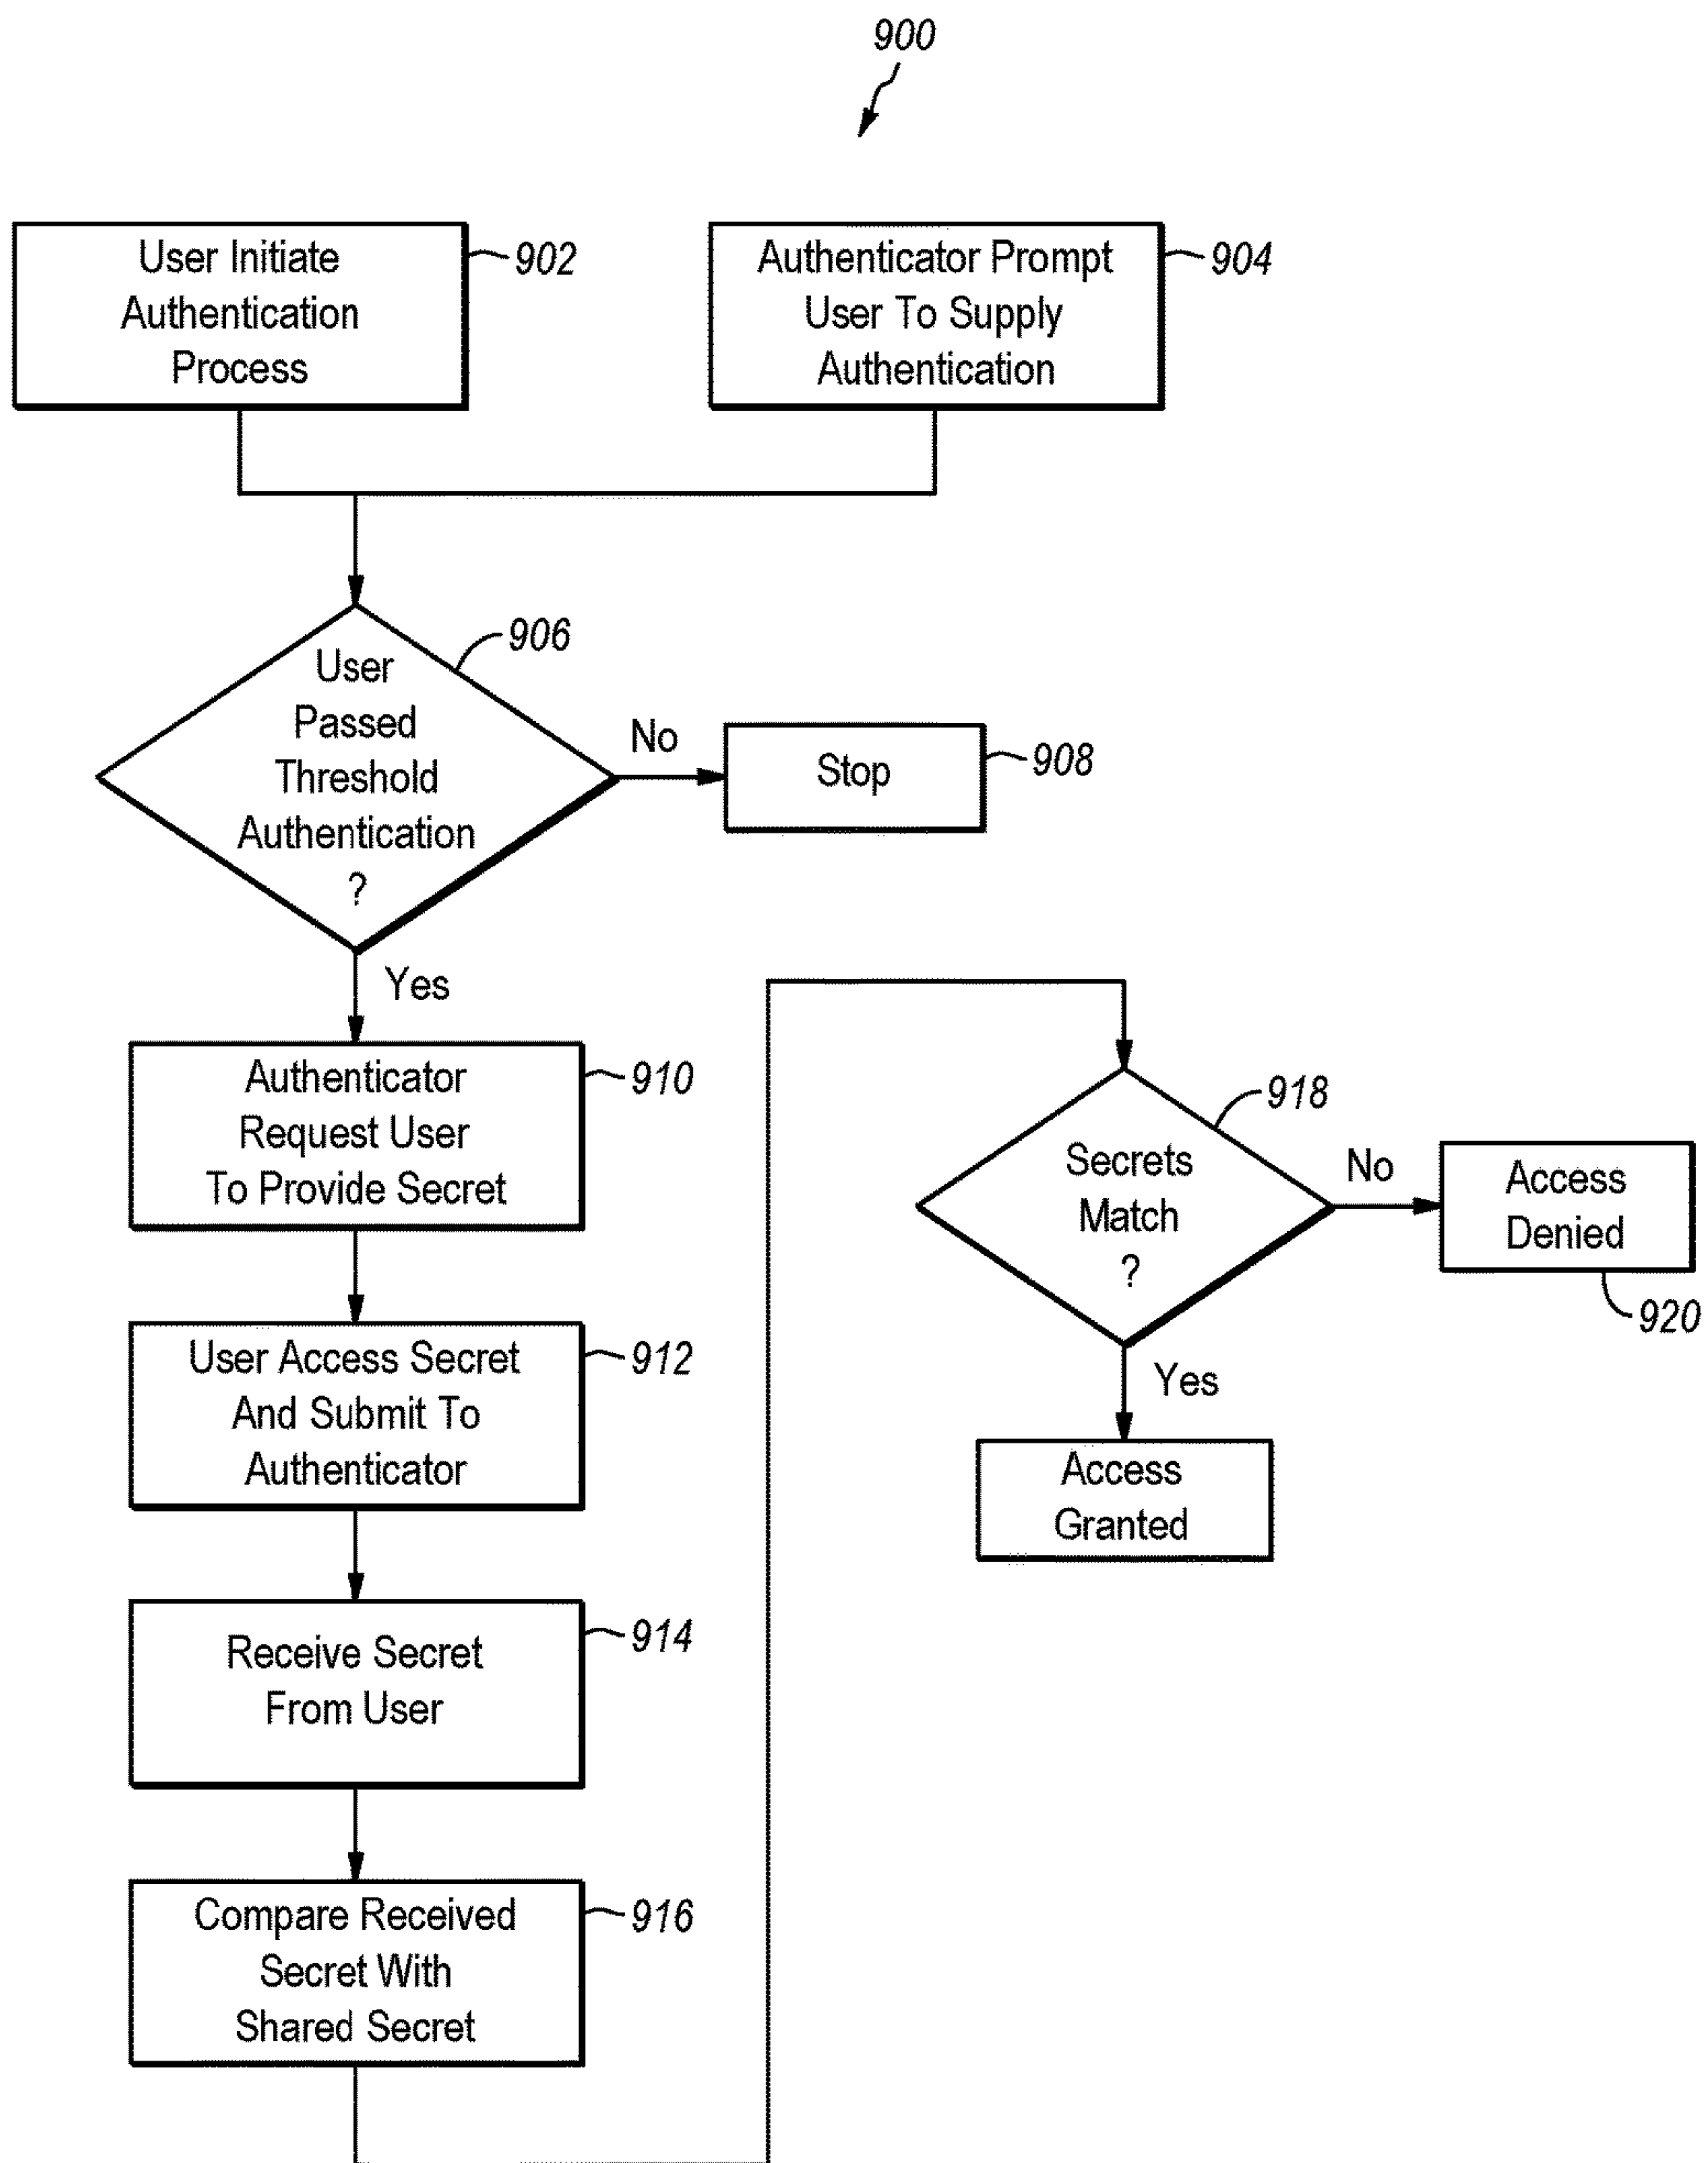 900
User Initiate
Authentication
Process
902
Authenticator Prompt
User To Supply
Authentication
904
User
Passed
Threshold
Authentication
?
906
No
Stop
908
Yes
Authenticator
Request User
To Provide Secret
910
User Access Secret
And Submit To
Authenticator
912
Receive Secret
From User
914
Compare Received
Secret With
Shared Secret
916
Secrets
Match
?
918
No
Access
Denied
920
Yes
Access
Granted